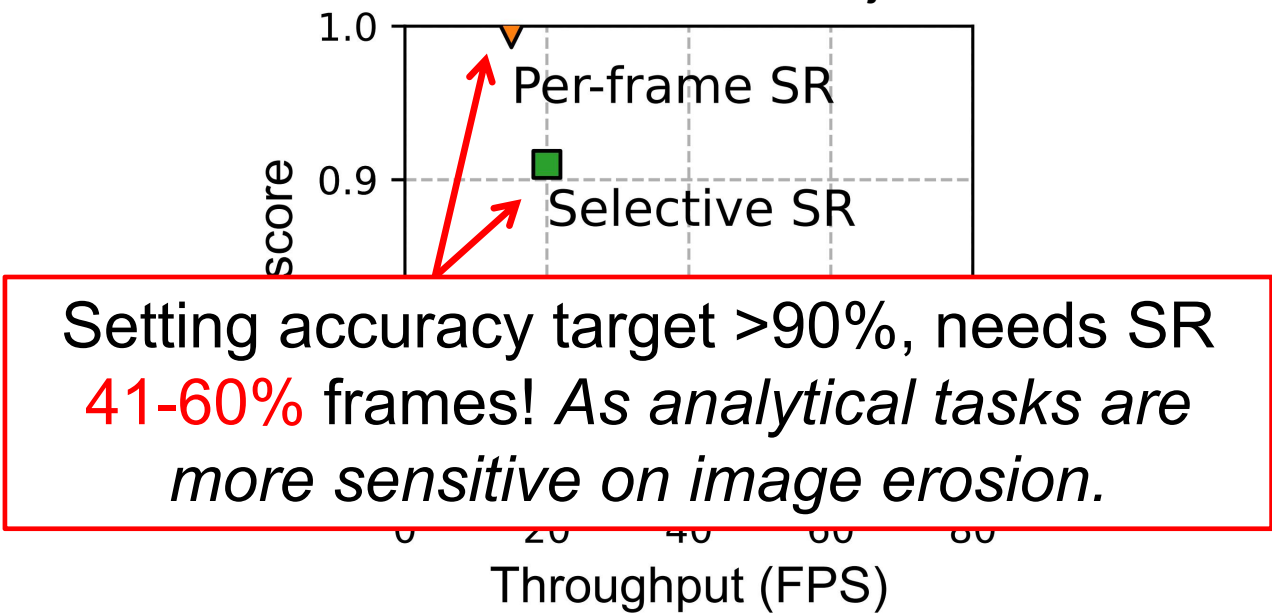 1.0
Per-frame SR
0.9
Selective SR
score
Setting accuracy target >90%, needs SR
41-60% frames! As analytical tasks are
more sensitive on image erosion.
0 20 40 60 80
Throughput (FPS)